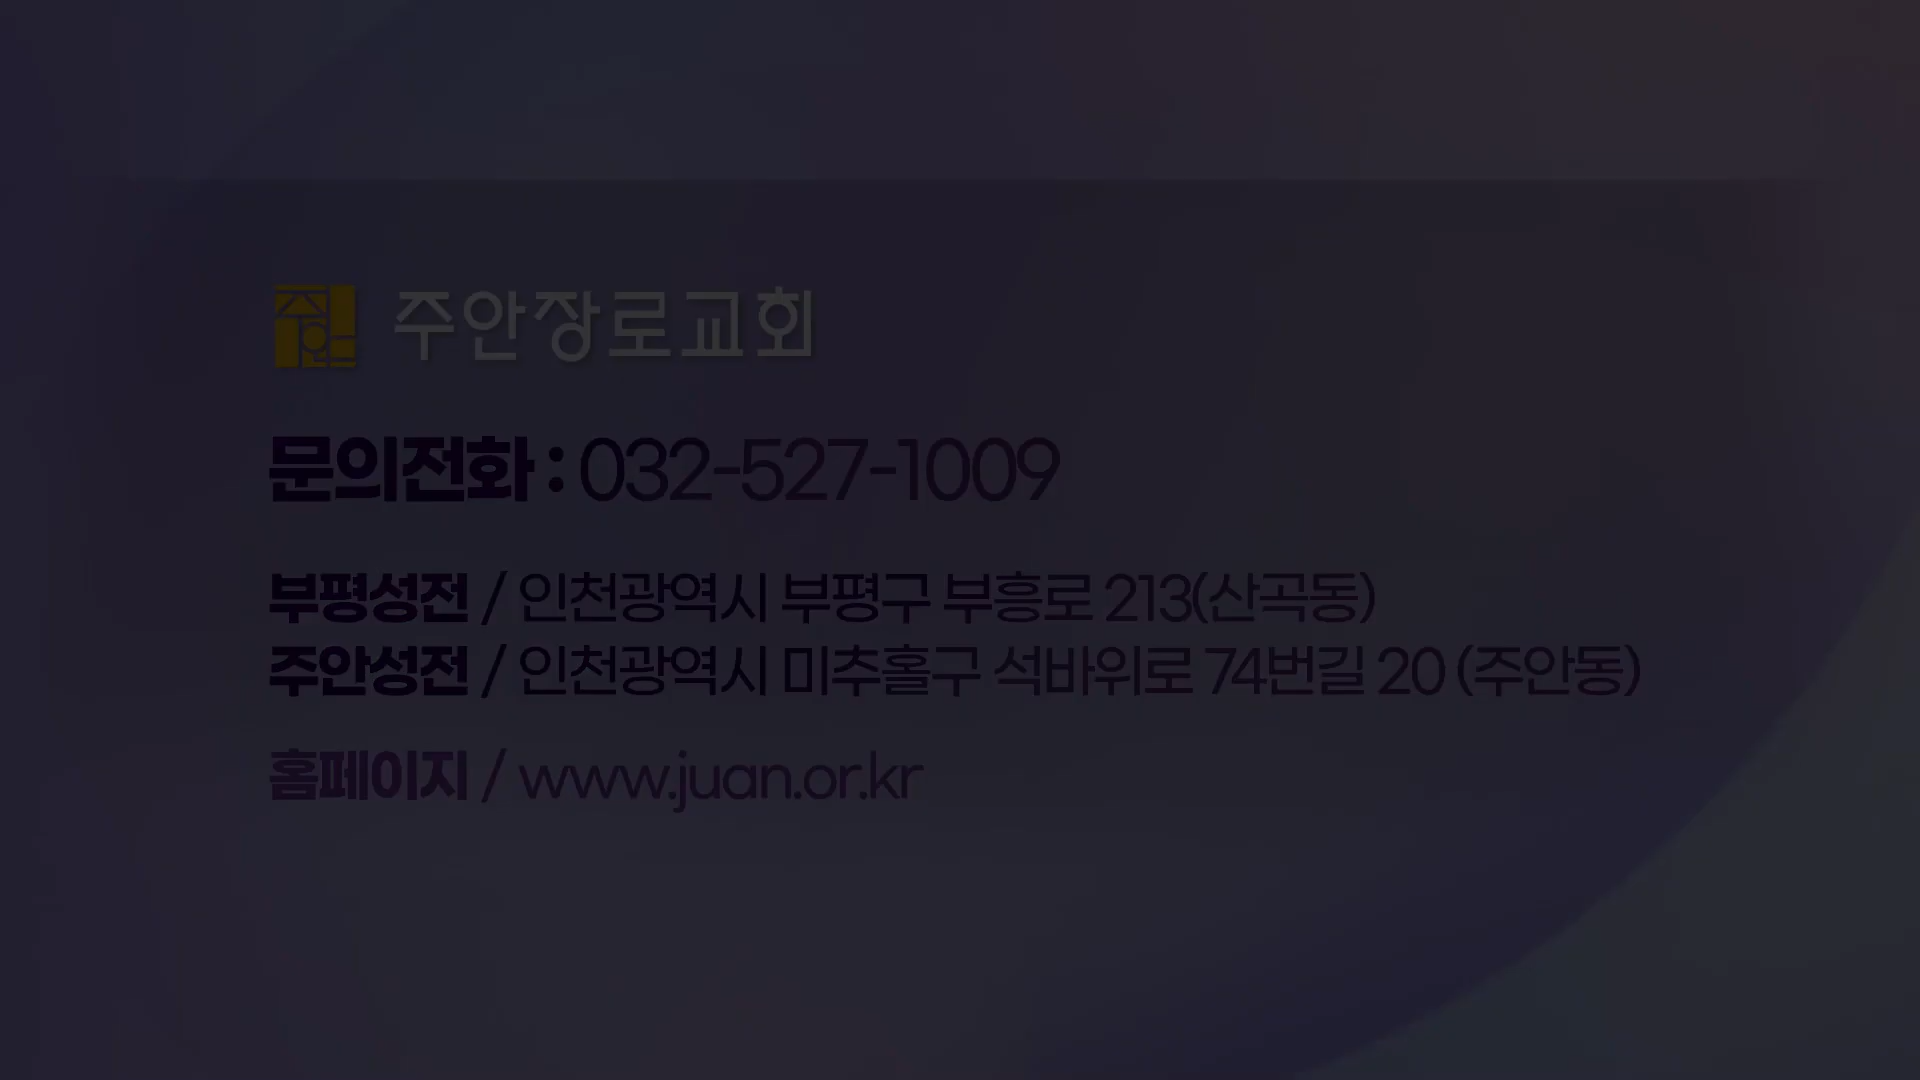 주안장로교회
문의전화 : 032-527-1009
부평성전 / 인천광역시 부평구 부흥로 213(산곡동)
주안성전 / 인천광역시 미추홀구 석바위로 74번길 20 (주안동)
홈페이지 / www.juan.or.kr